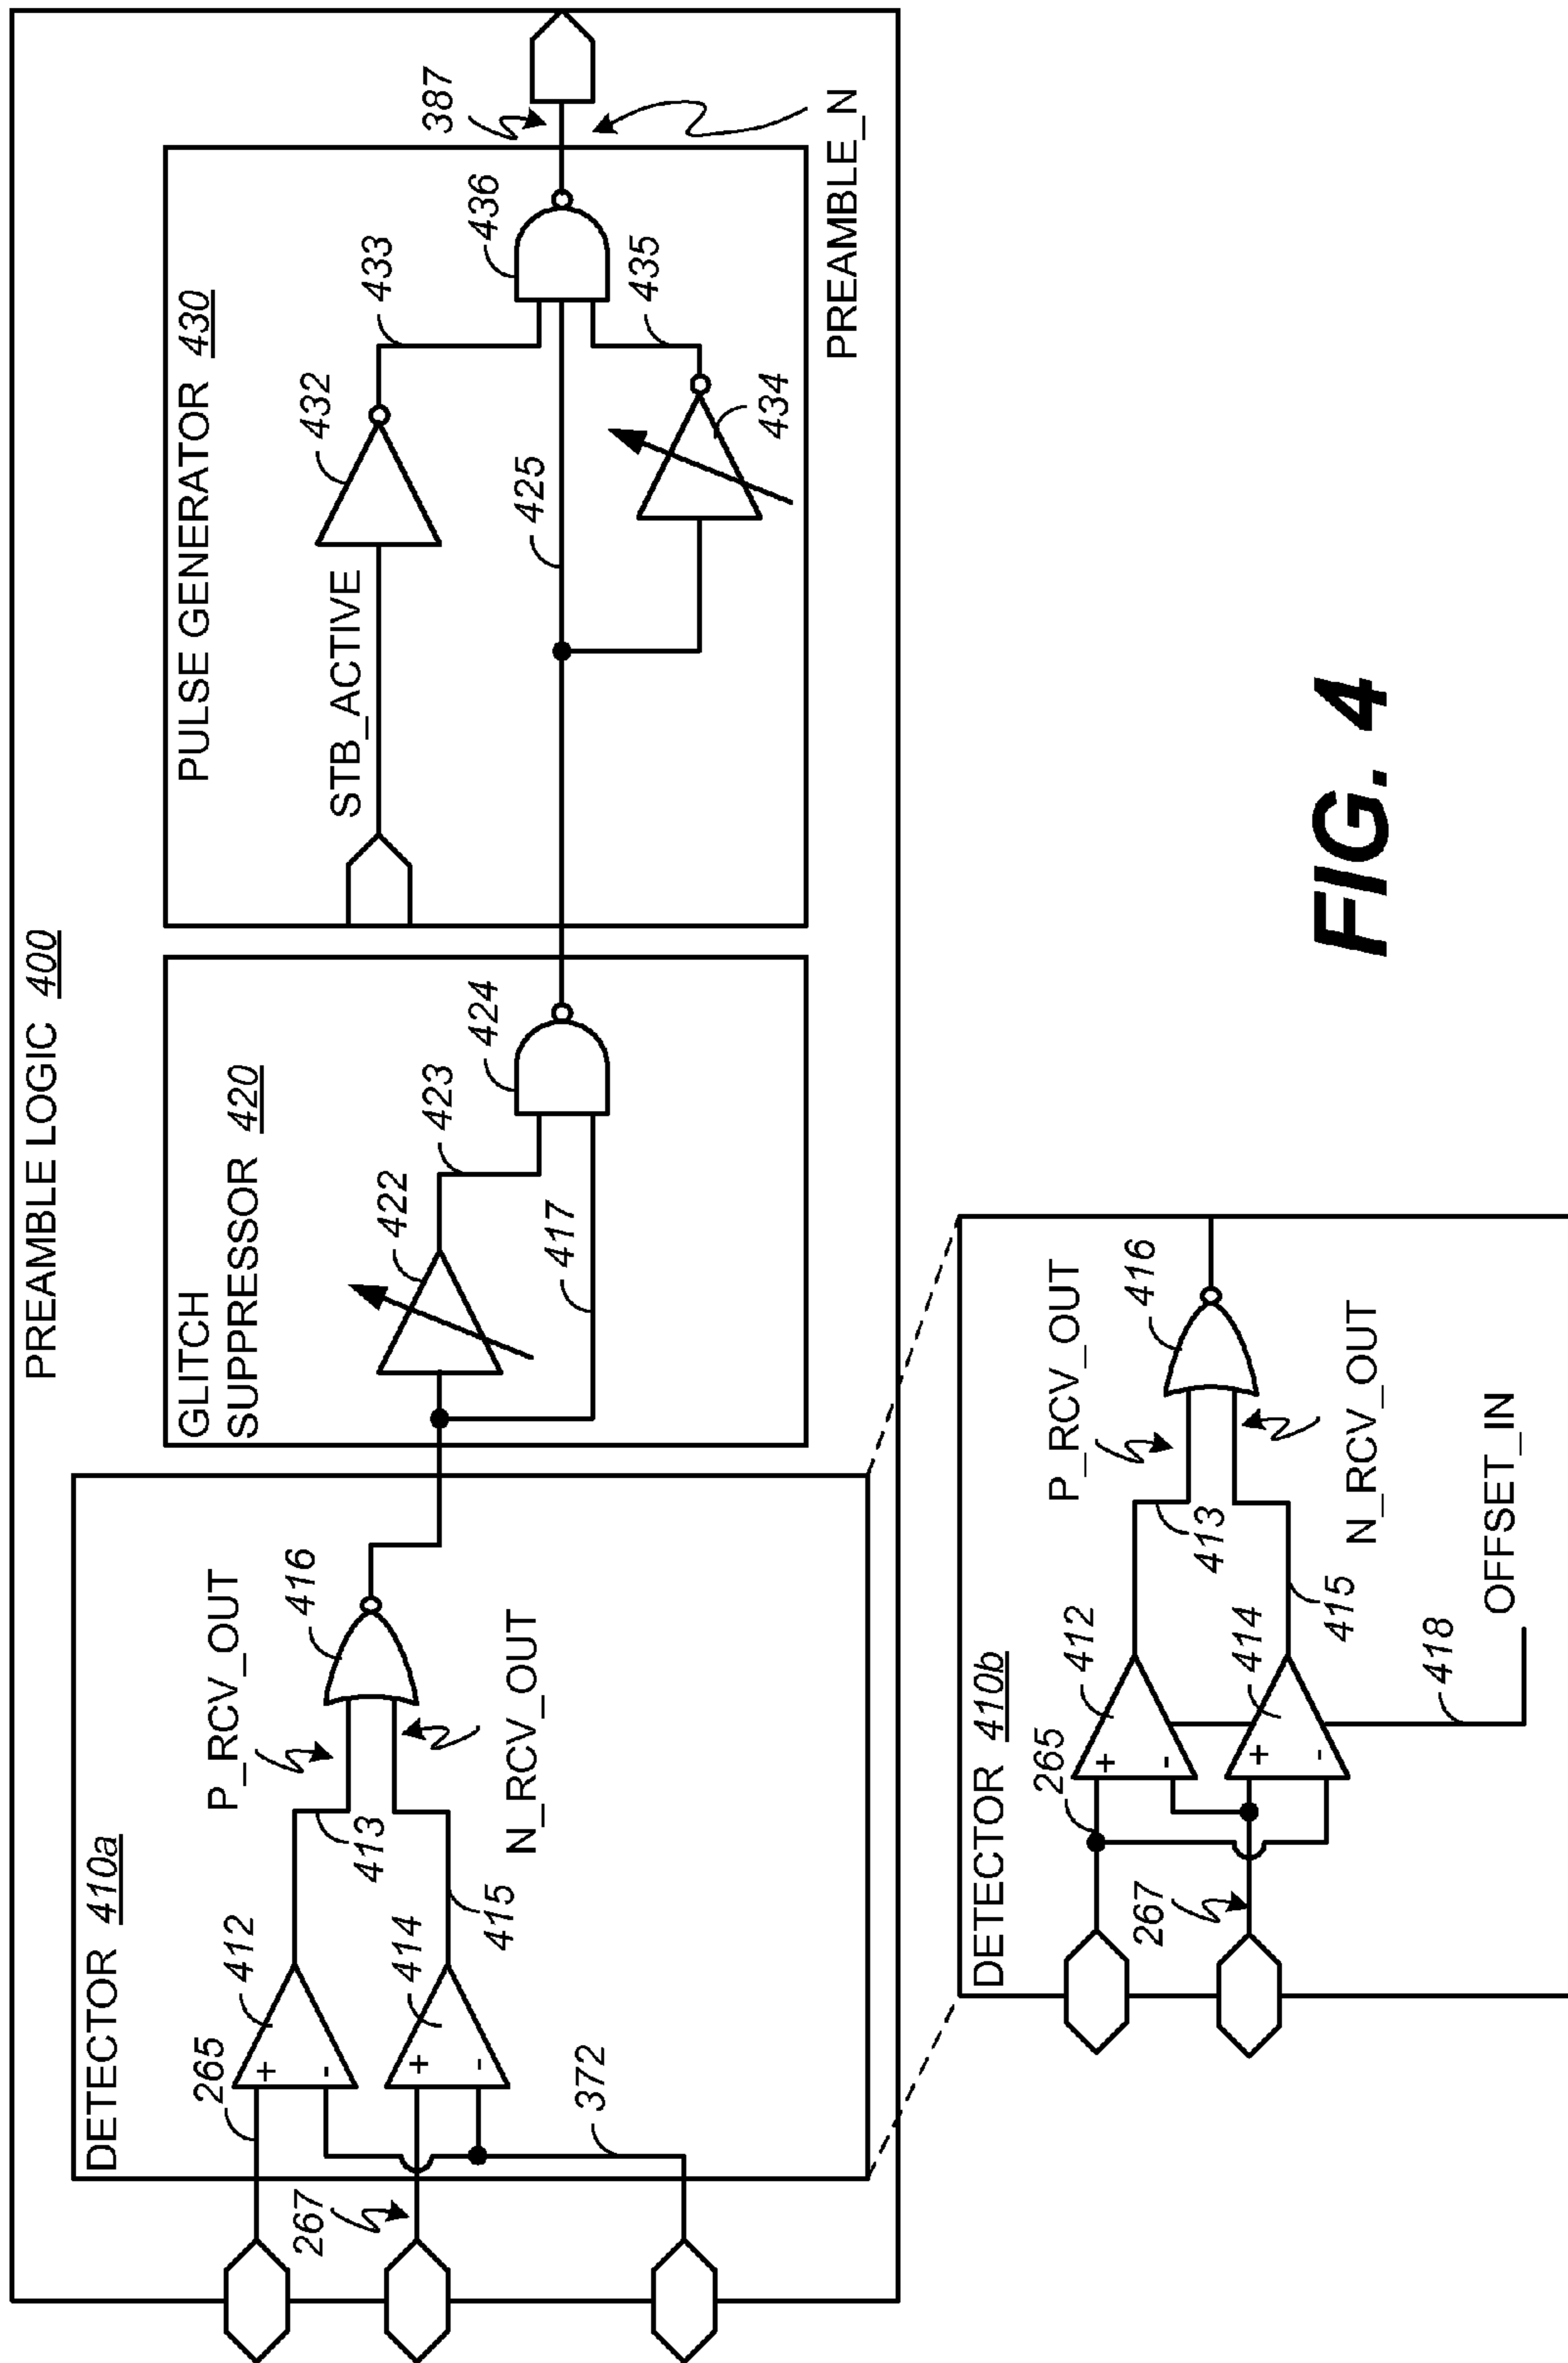 PREAMBLE LOGIC 400
DETECTOR 410a
265
267
372
+
-
+
-
412
414
413
415
P_RCV_OUT
N_RCV_OUT
416
GLITCH
SUPPRESSOR 420
422
423
417
424
PULSE GENERATOR 430
STB_ACTIVE
432
433
425
434
435
436
387
PREAMBLE_N
DETECTOR 410b
265
267
+
-
+
-
412
414
413
415
418
P_RCV_OUT
N_RCV_OUT
416
OFFSET_IN
FIG. 4